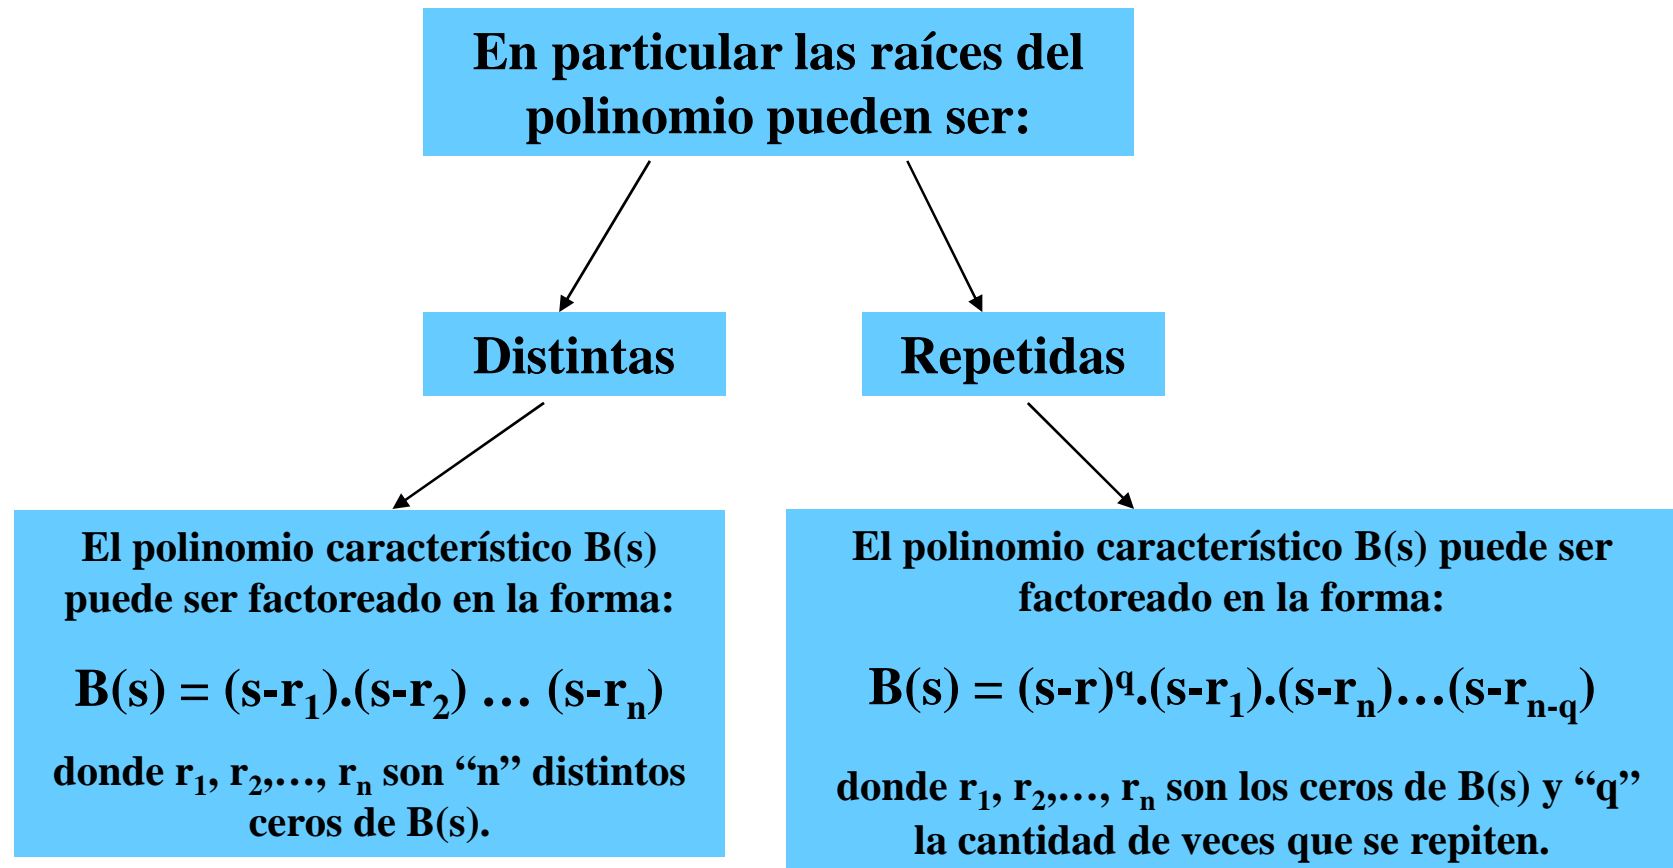 En particular las raíces del
polinomio pueden ser:
Distintas
Repetidas
El polinomio característico B(s)
puede ser factoreado en la forma:
B(s) = (s-r₁).(s-r₂) … (s-rₙ)
donde r₁, r₂,…, rₙ son “n” distintos
ceros de B(s).
El polinomio característico B(s) puede ser
factoreado en la forma:
B(s) = (s-r)^q.(s-r₁).(s-rₙ)…(s-r_{n-q})
donde r₁, r₂,…, rₙ son los ceros de B(s) y “q”
la cantidad de veces que se repiten.